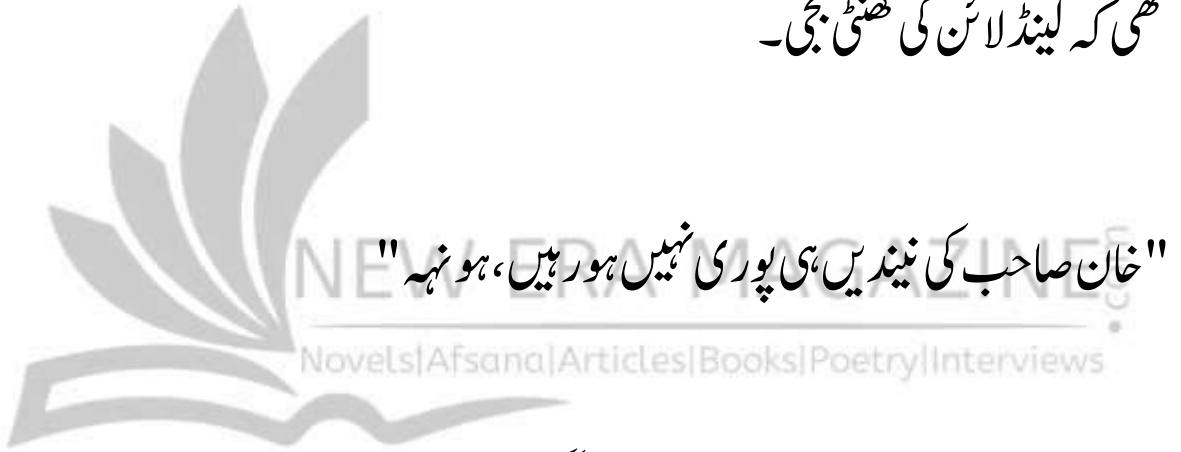 تھی کہ لینڈ لائن کی گھنٹی بجی۔
"خان صاحب کی نیندیں ہی پوری نہیں ہو رہیں، ہونہہ"
NEW ERA MAGAZINE
Novels|Afsana|Articles|Books|Poetry|Interviews